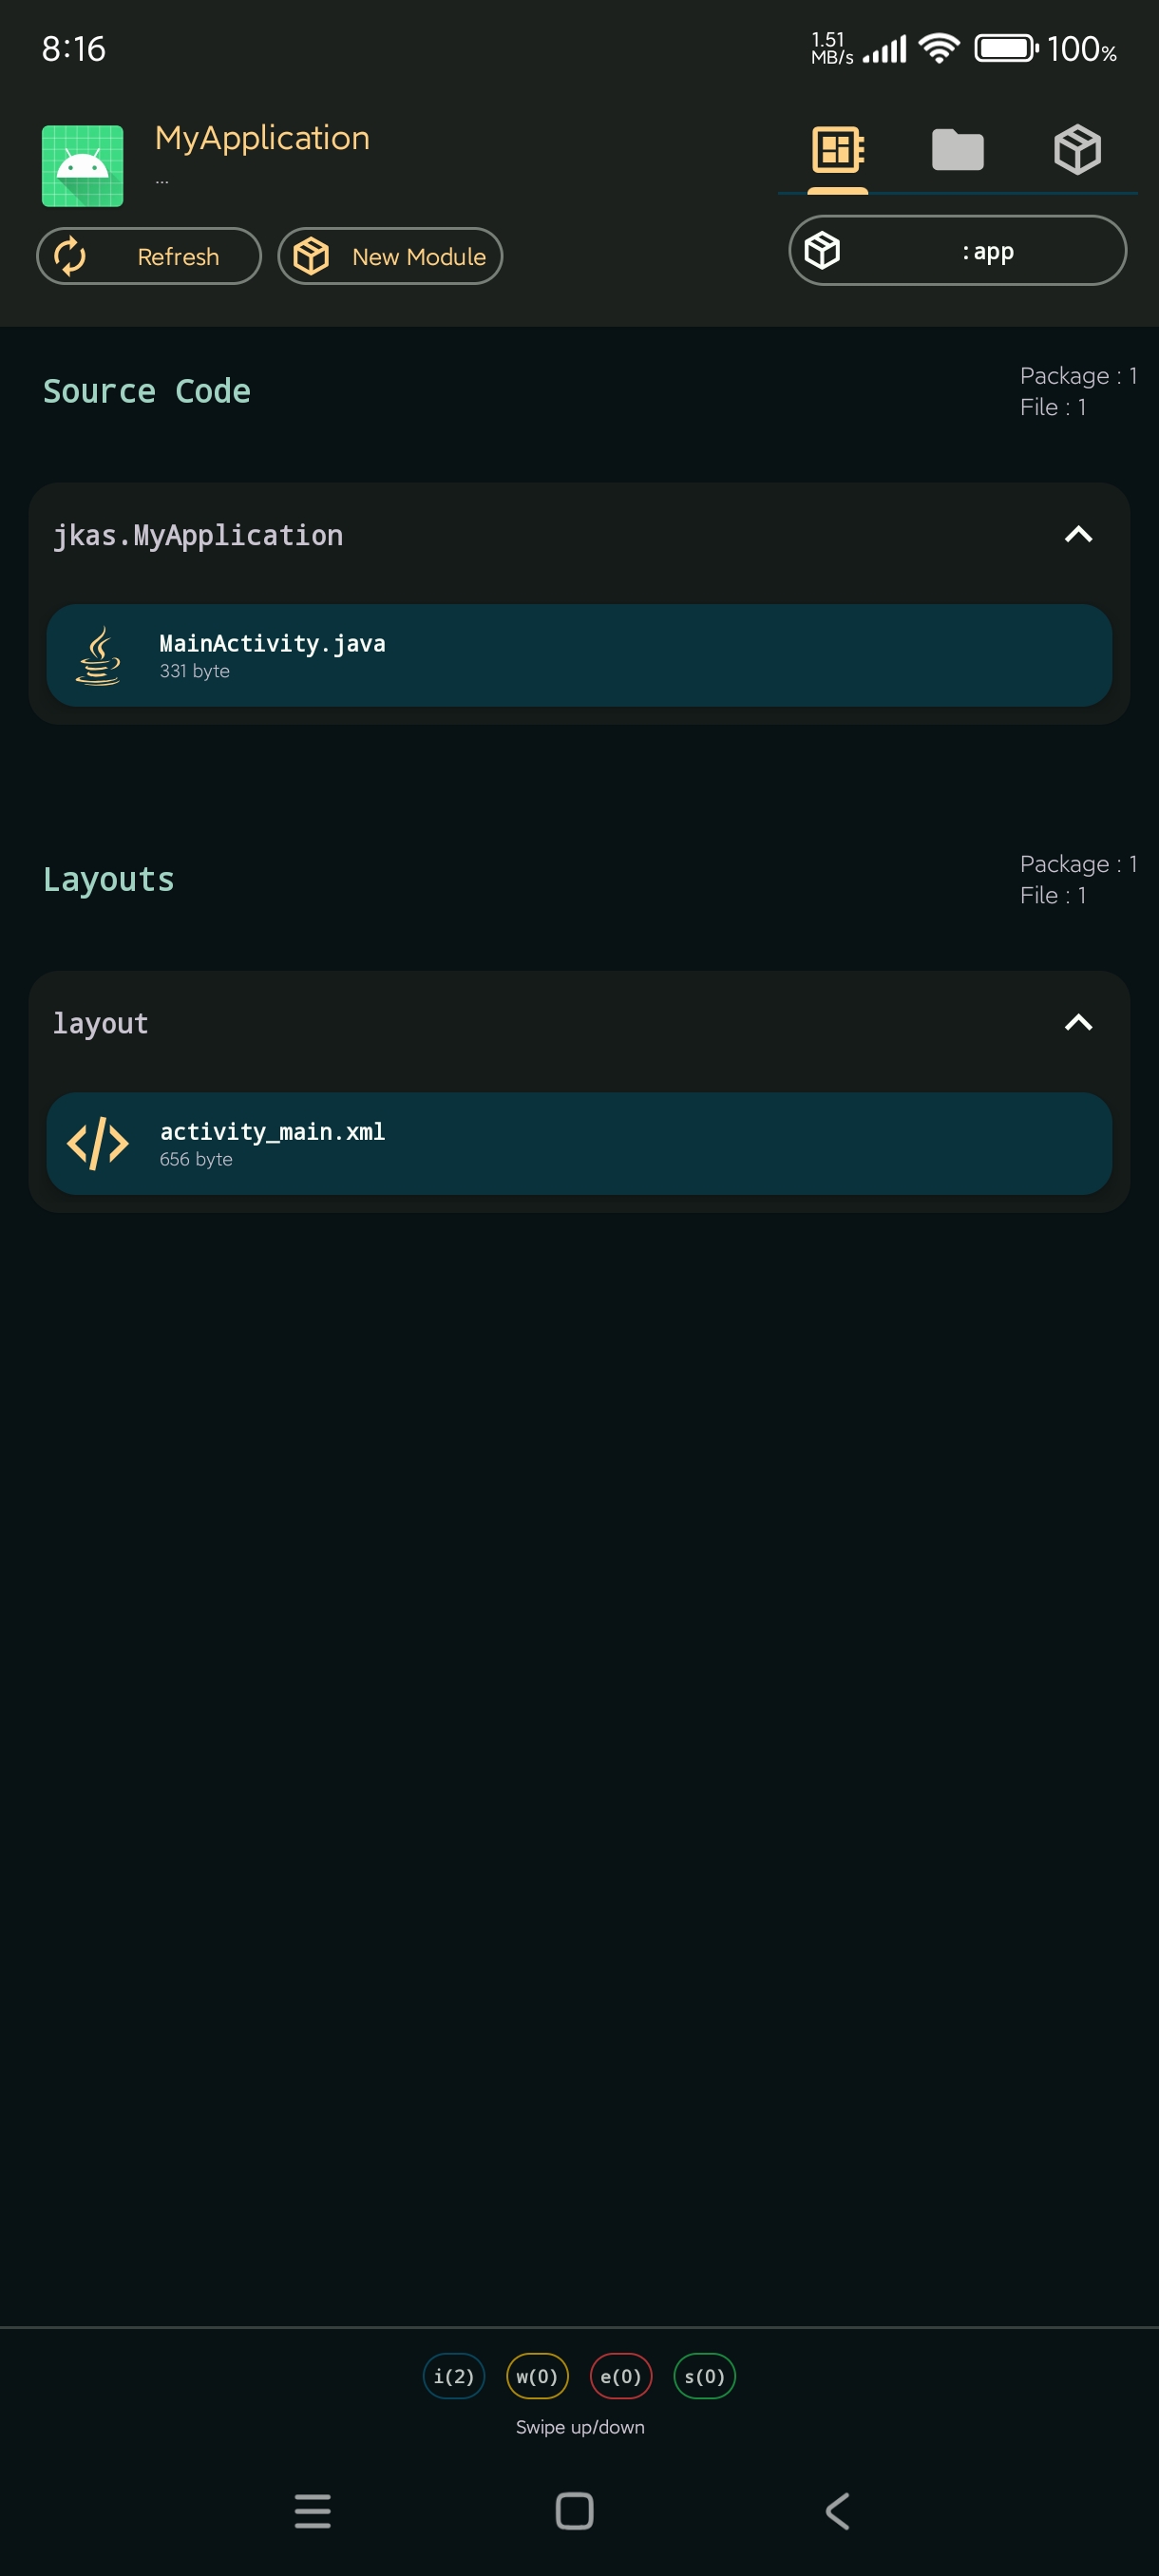 8:16
1.51
MB/s
100%
MyApplication
...
Refresh
New Module
:app
Source Code
Package : 1
File : 1
jkas.MyApplication
MainActivity.java
331 byte
Layouts
Package : 1
File : 1
layout
activity_main.xml
656 byte
i(2)
w(0)
e(0)
s(0)
Swipe up/down